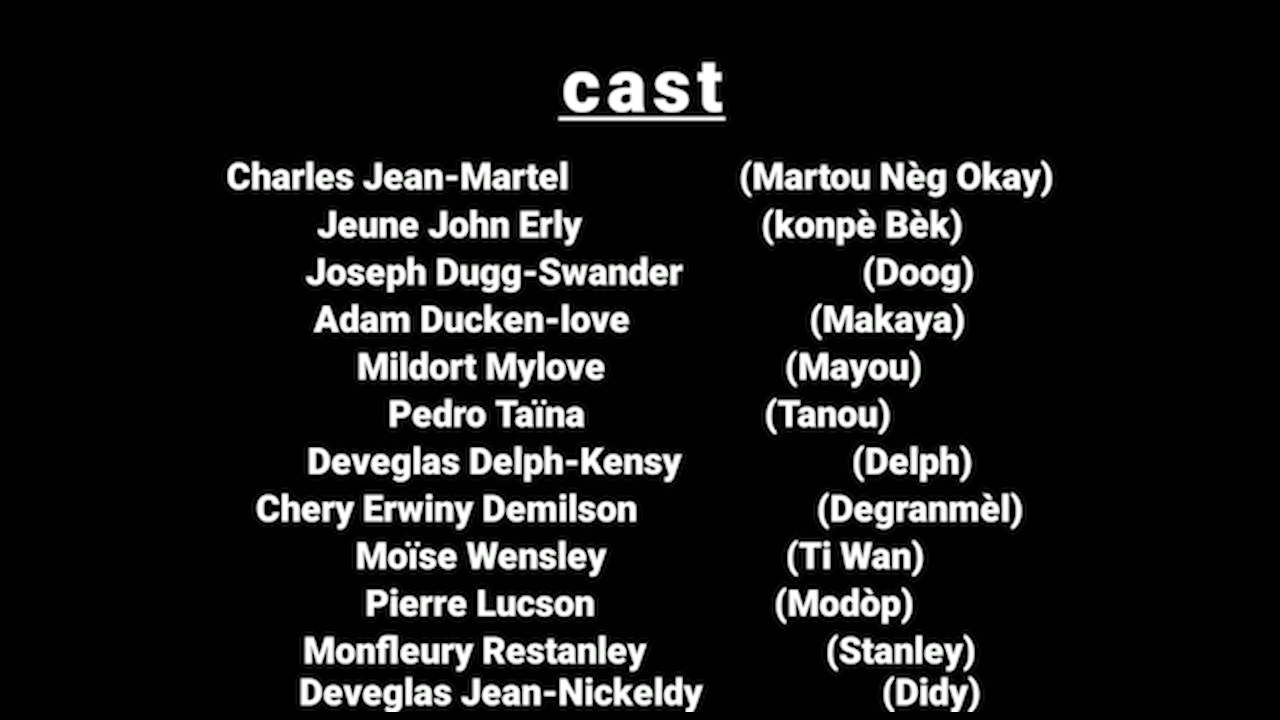 cast
Charles Jean-Martel (Martou Nèg Okay)
Jeune John Erly (konpè Bèk)
Joseph Dugg-Swander (Doog)
Adam Ducken-love (Makaya)
Mildort Mylove (Mayou)
Pedro Taïna (Tanou)
Deveglas Delph-Kensy (Delph)
Chery Erwiny Demilson (Degranmèl)
Moïse Wensley (Ti Wan)
Pierre Lucson (Modòp)
Monfleury Restanley (Stanley)
Deveglas Jean-Nickeldy (Didy)